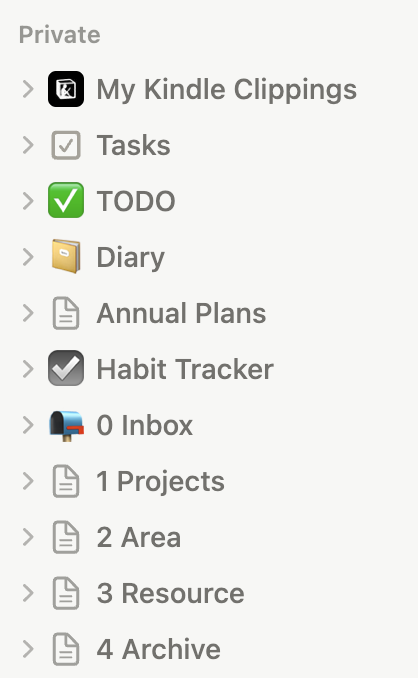 Private
My Kindle Clippings
Tasks
TODO
Diary
Annual Plans
Habit Tracker
0 Inbox
1 Projects
2 Area
3 Resource
4 Archive